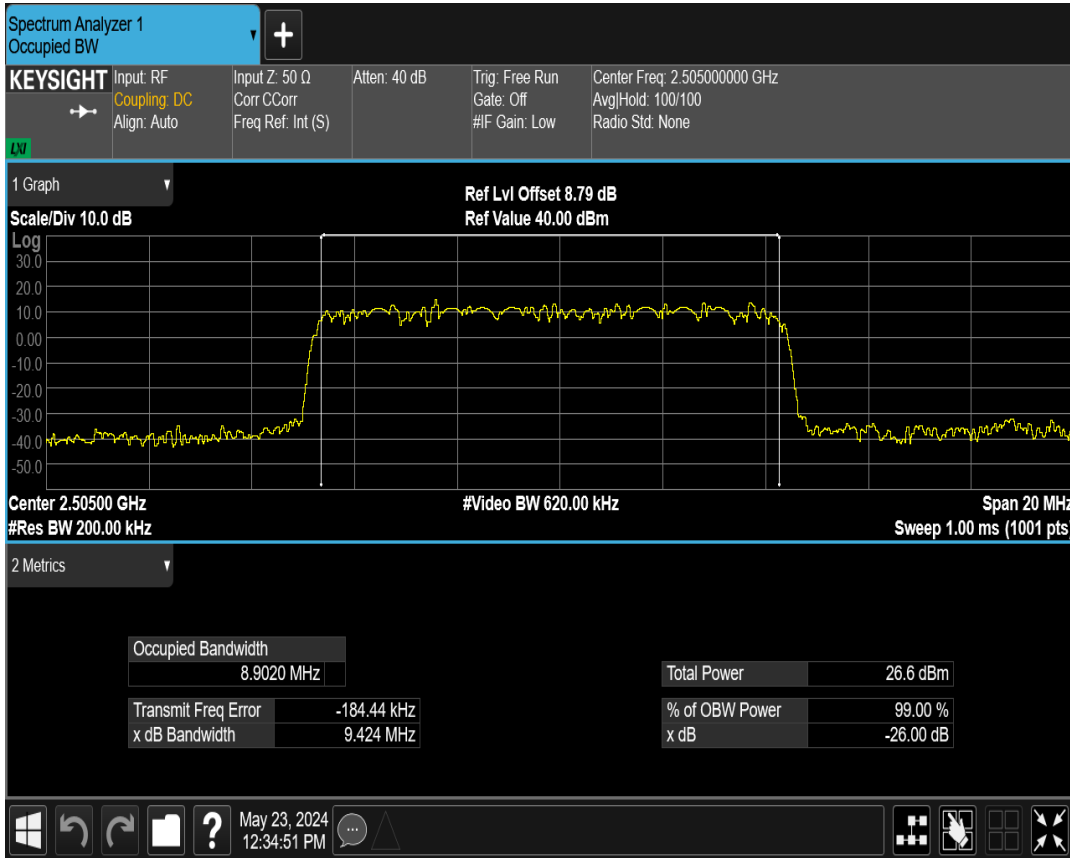 Spectrum Analyzer 1
Occupied BW
+
KEYSIGHT
LXI
Input: RF
Coupling: DC
Align: Auto
Input Z: 50 Ω
Corr CCorr
Freq Ref: Int (S)
Atten: 40 dB
Trig: Free Run
Gate: Off
#IF Gain: Low
Center Freq: 2.505000000 GHz
Avg|Hold: 100/100
Radio Std: None
1 Graph
Scale/Div 10.0 dB
Ref Lvl Offset 8.79 dB
Ref Value 40.00 dBm
Log
30.0
20.0
10.0
0.00
-10.0
-20.0
-30.0
-40.0
-50.0
Center 2.50500 GHz
#Video BW 620.00 kHz
Span 20 MHz
#Res BW 200.00 kHz
Sweep 1.00 ms (1001 pts)
2 Metrics
Occupied Bandwidth
8.9020 MHz
Total Power 26.6 dBm
Transmit Freq Error -184.44 kHz
% of OBW Power 99.00 %
x dB Bandwidth 9.424 MHz
x dB -26.00 dB
?
May 23, 2024
12:34:51 PM